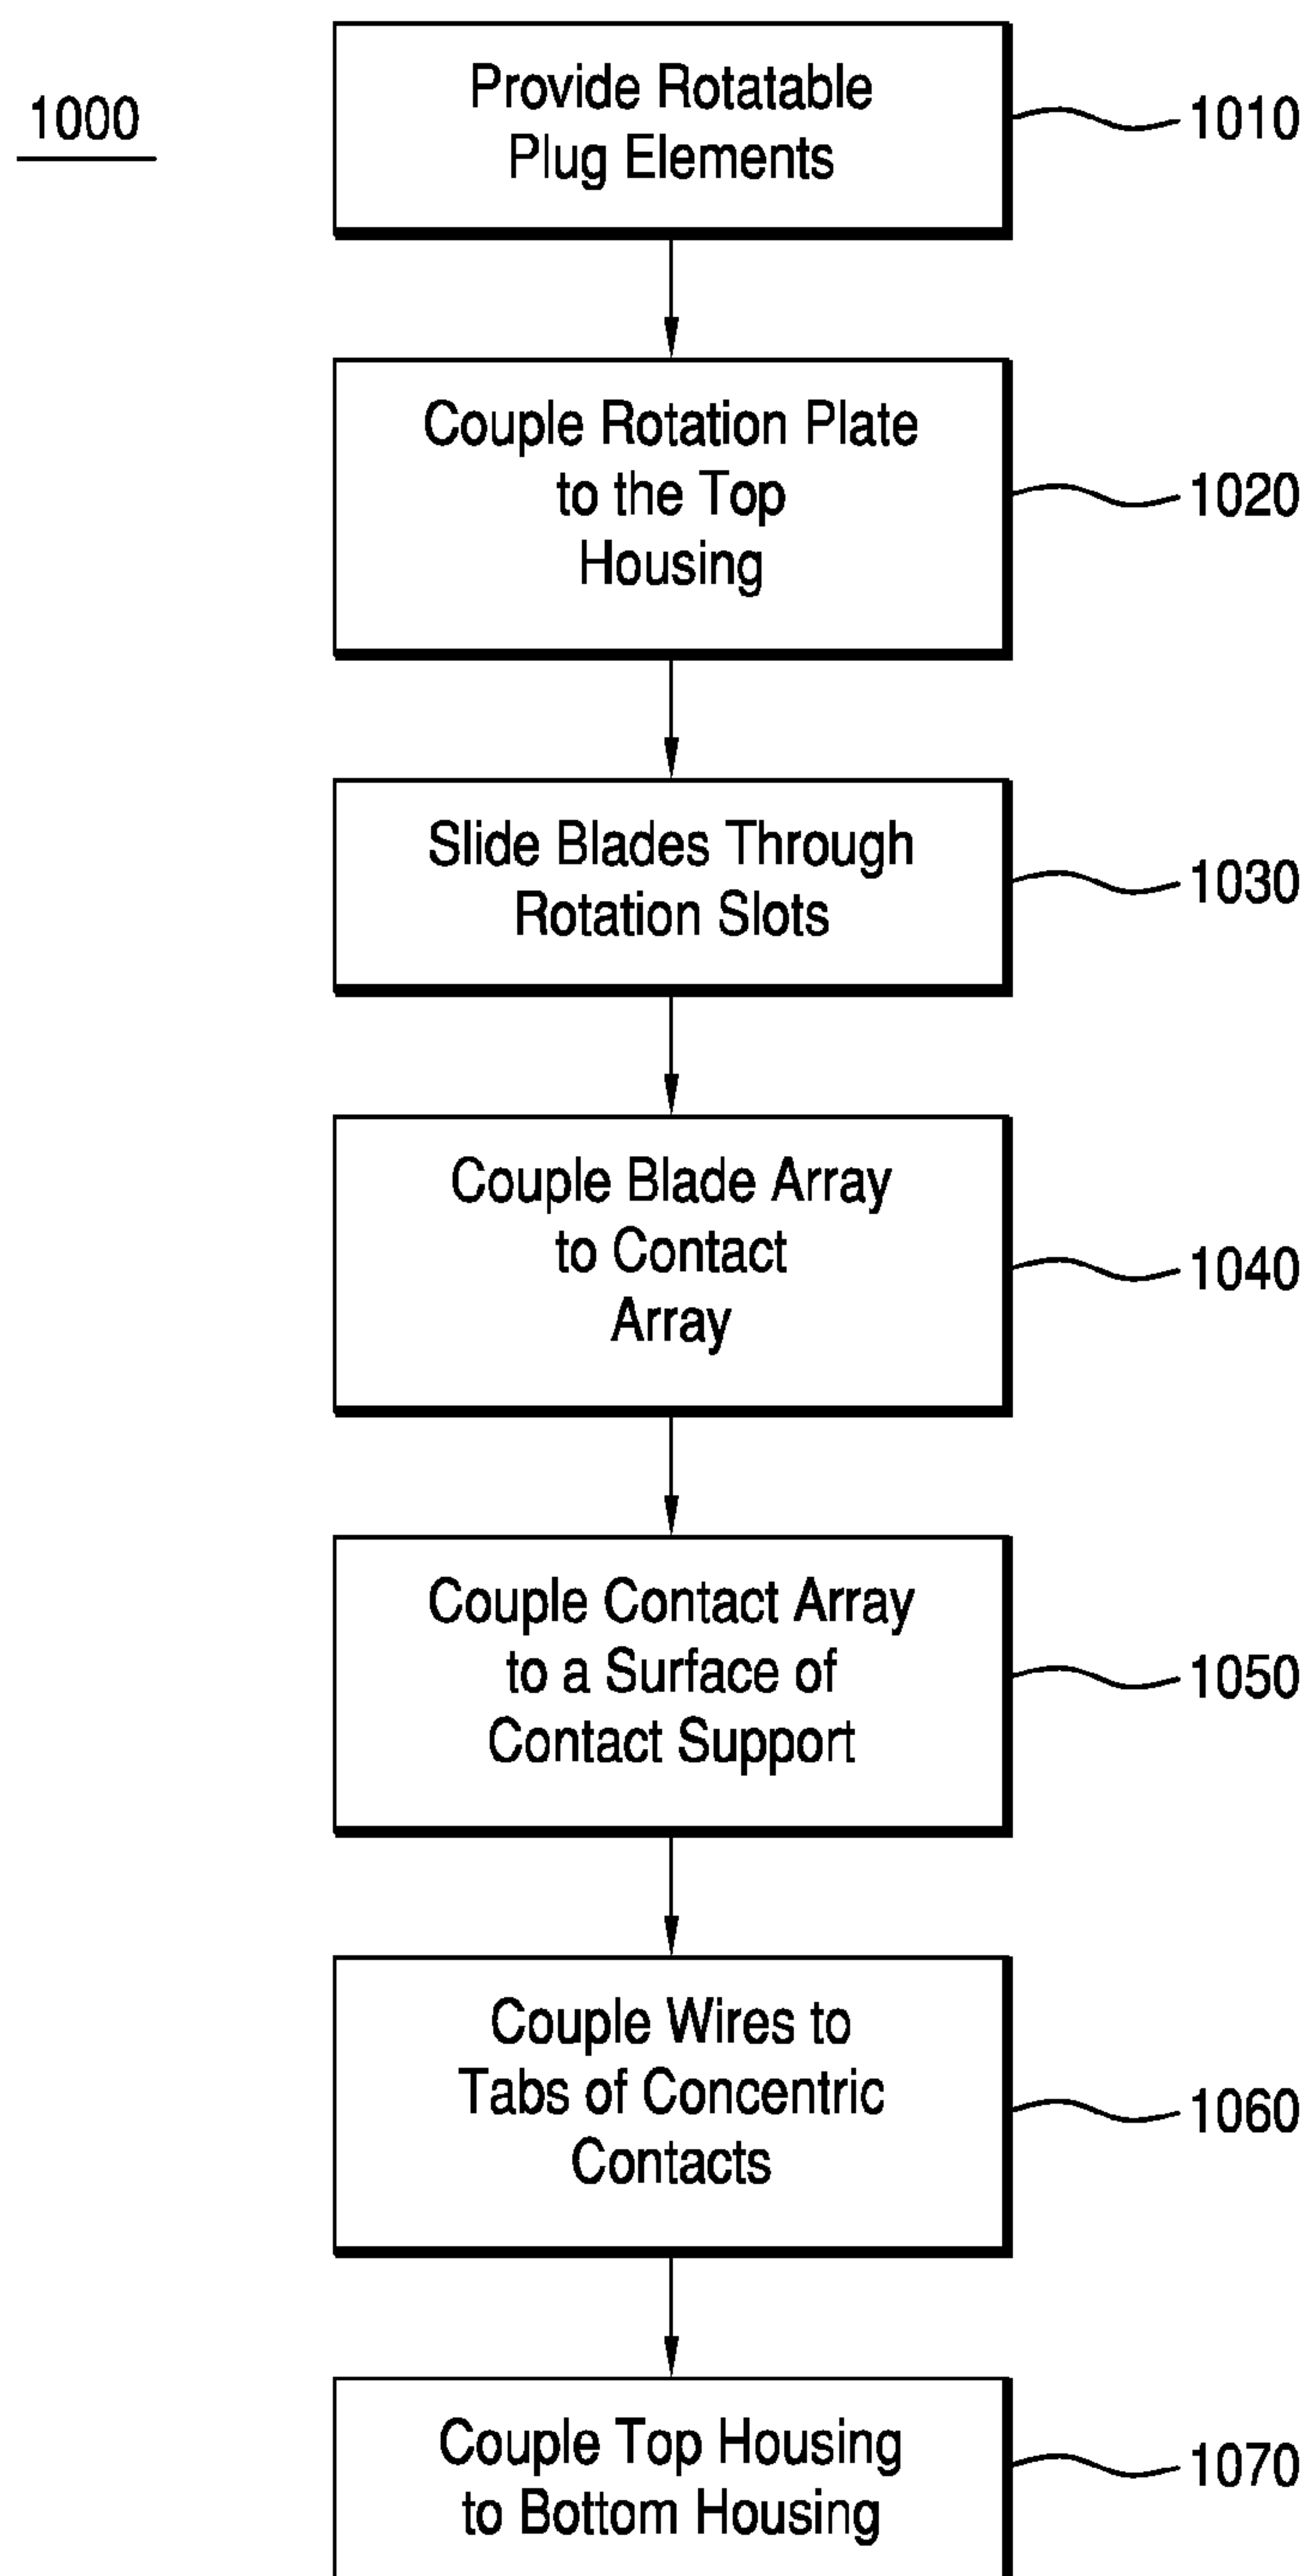 1000
Provide Rotatable
Plug Elements
1010
Couple Rotation Plate
to the Top
Housing
1020
Slide Blades Through
Rotation Slots
1030
Couple Blade Array
to Contact
Array
1040
Couple Contact Array
to a Surface of
Contact Support
1050
Couple Wires to
Tabs of Concentric
Contacts
1060
Couple Top Housing
to Bottom Housing
1070